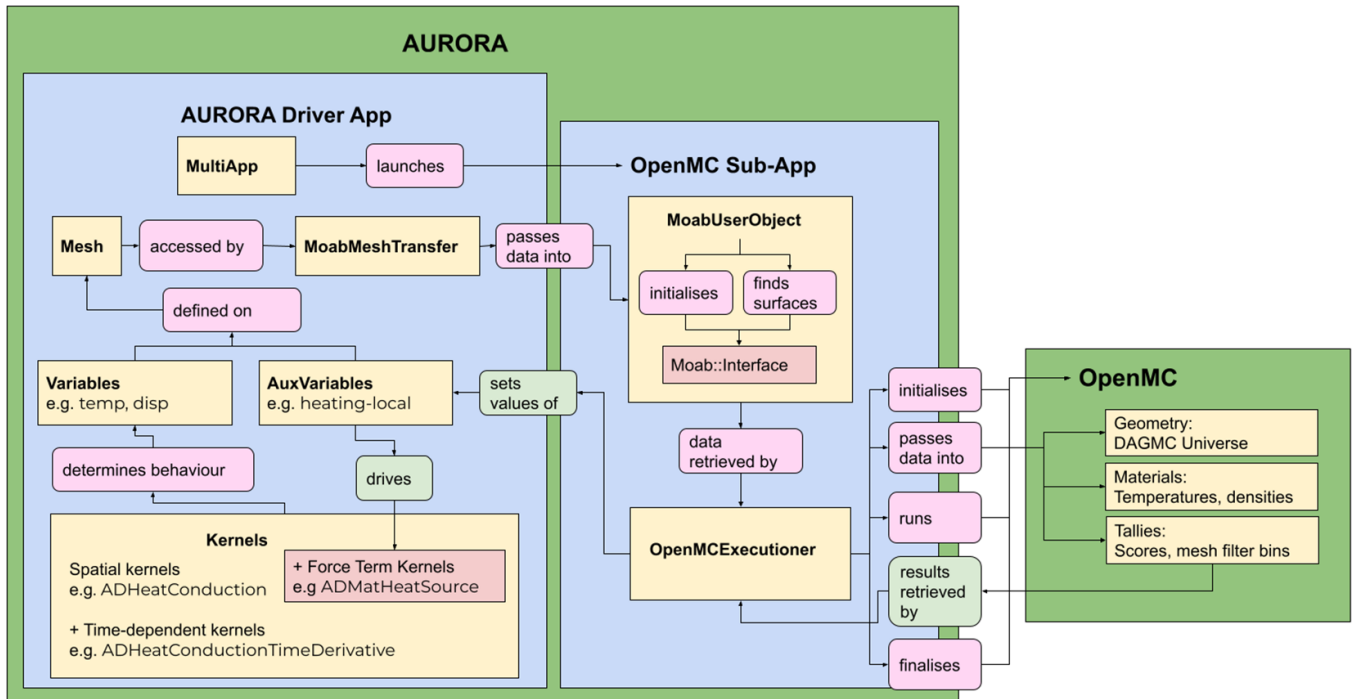 AURORA
AURORA Driver App
MultiApp
launches
OpenMC Sub-App
Mesh
accessed by
MoabMeshTransfer
passes
data into
MoabUserObject
initialises
finds
surfaces
Moab::Interface
defined on
Variables
e.g. temp, disp
AuxVariables
e.g. heating-local
sets
values of
determines behaviour
drives
data
retrieved by
OpenMCExecutioner
Kernels
Spatial kernels
e.g. ADHeatConduction
+ Force Term Kernels
e.g ADMatHeatSource
+ Time-dependent kernels
e.g. ADHeatConductionTimeDerivative
initialises
passes
data into
runs
results
retrieved
by
finalises
OpenMC
Geometry:
DAGMC Universe
Materials:
Temperatures, densities
Tallies:
Scores, mesh filter bins